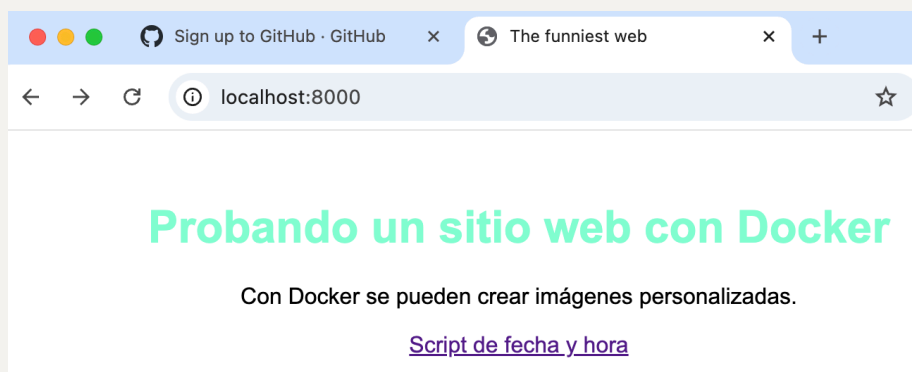 Sign up to GitHub · GitHub
The funniest web
localhost:8000
Probando un sitio web con Docker
Con Docker se pueden crear imágenes personalizadas.
Script de fecha y hora